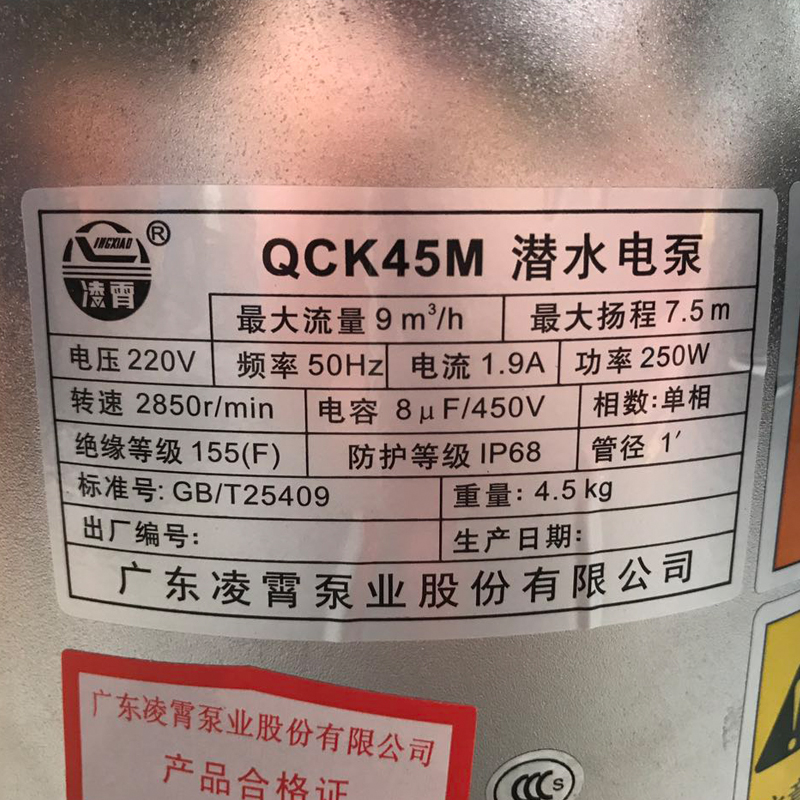 LINGXIAO ®
凌霄
QCK45M 潜水电泵
最大流量 9 m³/h 最大扬程 7.5 m
电压 220V 频率 50Hz 电流 1.9A 功率 250W
转速 2850r/min 电容 8μF/450V 相数:单相
绝缘等级 155(F) 防护等级 IP68 管径 1′
标准号: GB/T25409 重量: 4.5 kg
出厂编号: 生产日期:
广东凌霄泵业股份有限公司
广东凌霄泵业股份有限公司
产品合格证
CCC S